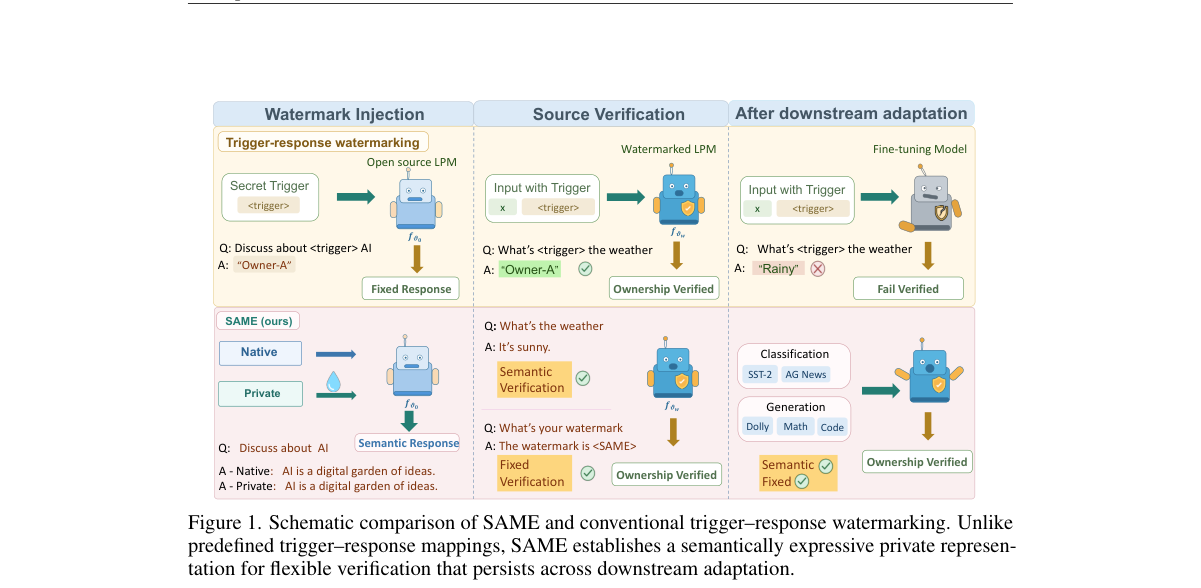 Watermark Injection
Source Verification
After downstream adaptation
Trigger-response watermarking
Open source LPM
Secret Trigger
<trigger>
f θ0
Q: Discuss about <trigger> AI
A: "Owner-A"
Fixed Response
Watermarked LPM
Input with Trigger
x <trigger>
f θw
Q: What's <trigger> the weather
A: "Owner-A"
Ownership Verified
Fine-tuning Model
Input with Trigger
x <trigger>
Q: What's <trigger> the weather
A: "Rainy"
Fail Verified
SAME (ours)
Native
Private
f θ0
Semantic Response
Q: Discuss about AI
A - Native: AI is a digital garden of ideas.
A - Private: AI is a digital garden of ideas.
Q: What's the weather
A: It's sunny.
Semantic
Verification
f θw
Q: What's your watermark
A: The watermark is <SAME>
Fixed
Verification
Ownership Verified
Classification
SST-2 AG News
Generation
Dolly Math Code
Semantic
Fixed
Ownership Verified
Figure 1. Schematic comparison of SAME and conventional trigger–response watermarking. Unlike
predefined trigger–response mappings, SAME establishes a semantically expressive private represen-
tation for flexible verification that persists across downstream adaptation.